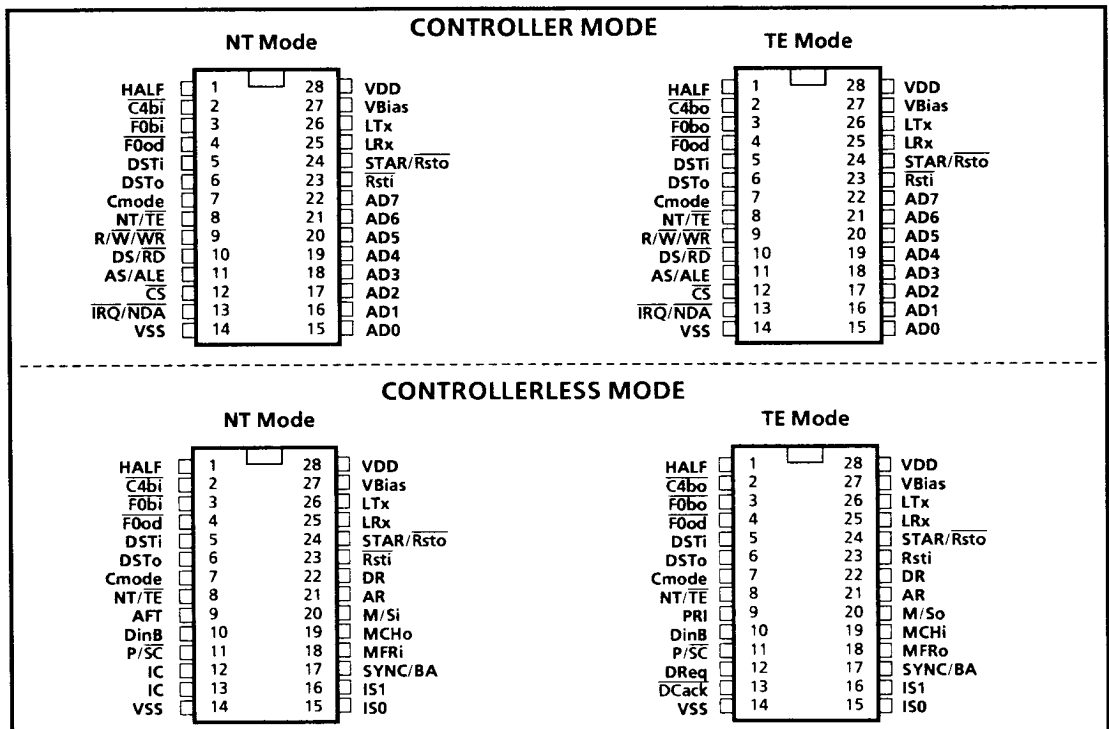 CONTROLLER MODE
NT Mode
HALF 1 28 VDD
C4bi 2 27 VBias
F0bi 3 26 LTx
F0od 4 25 LRx
DSTi 5 24 STAR/Rsto
DSTo 6 23 Rsti
Cmode 7 22 AD7
NT/TE 8 21 AD6
R/W/WR 9 20 AD5
DS/RD 10 19 AD4
AS/ALE 11 18 AD3
CS 12 17 AD2
IRQ/NDA 13 16 AD1
VSS 14 15 AD0
TE Mode
HALF 1 28 VDD
C4bo 2 27 VBias
F0bo 3 26 LTx
F0od 4 25 LRx
DSTi 5 24 STAR/Rsto
DSTo 6 23 Rsti
Cmode 7 22 AD7
NT/TE 8 21 AD6
R/W/WR 9 20 AD5
DS/RD 10 19 AD4
AS/ALE 11 18 AD3
CS 12 17 AD2
IRQ/NDA 13 16 AD1
VSS 14 15 AD0
CONTROLLERLESS MODE
NT Mode
HALF 1 28 VDD
C4bi 2 27 VBias
F0bi 3 26 LTx
F0od 4 25 LRx
DSTi 5 24 STAR/Rsto
DSTo 6 23 Rsti
Cmode 7 22 DR
NT/TE 8 21 AR
AFT 9 20 M/Si
DinB 10 19 MCHo
P/SC 11 18 MFRi
IC 12 17 SYNC/BA
IC 13 16 IS1
VSS 14 15 IS0
TE Mode
HALF 1 28 VDD
C4bo 2 27 VBias
F0bo 3 26 LTx
F0od 4 25 LRx
DSTi 5 24 STAR/Rsto
DSTo 6 23 Rsti
Cmode 7 22 DR
NT/TE 8 21 AR
PRI 9 20 M/So
DinB 10 19 MCHi
P/SC 11 18 MFRo
DReq 12 17 SYNC/BA
DCack 13 16 IS1
VSS 14 15 IS0